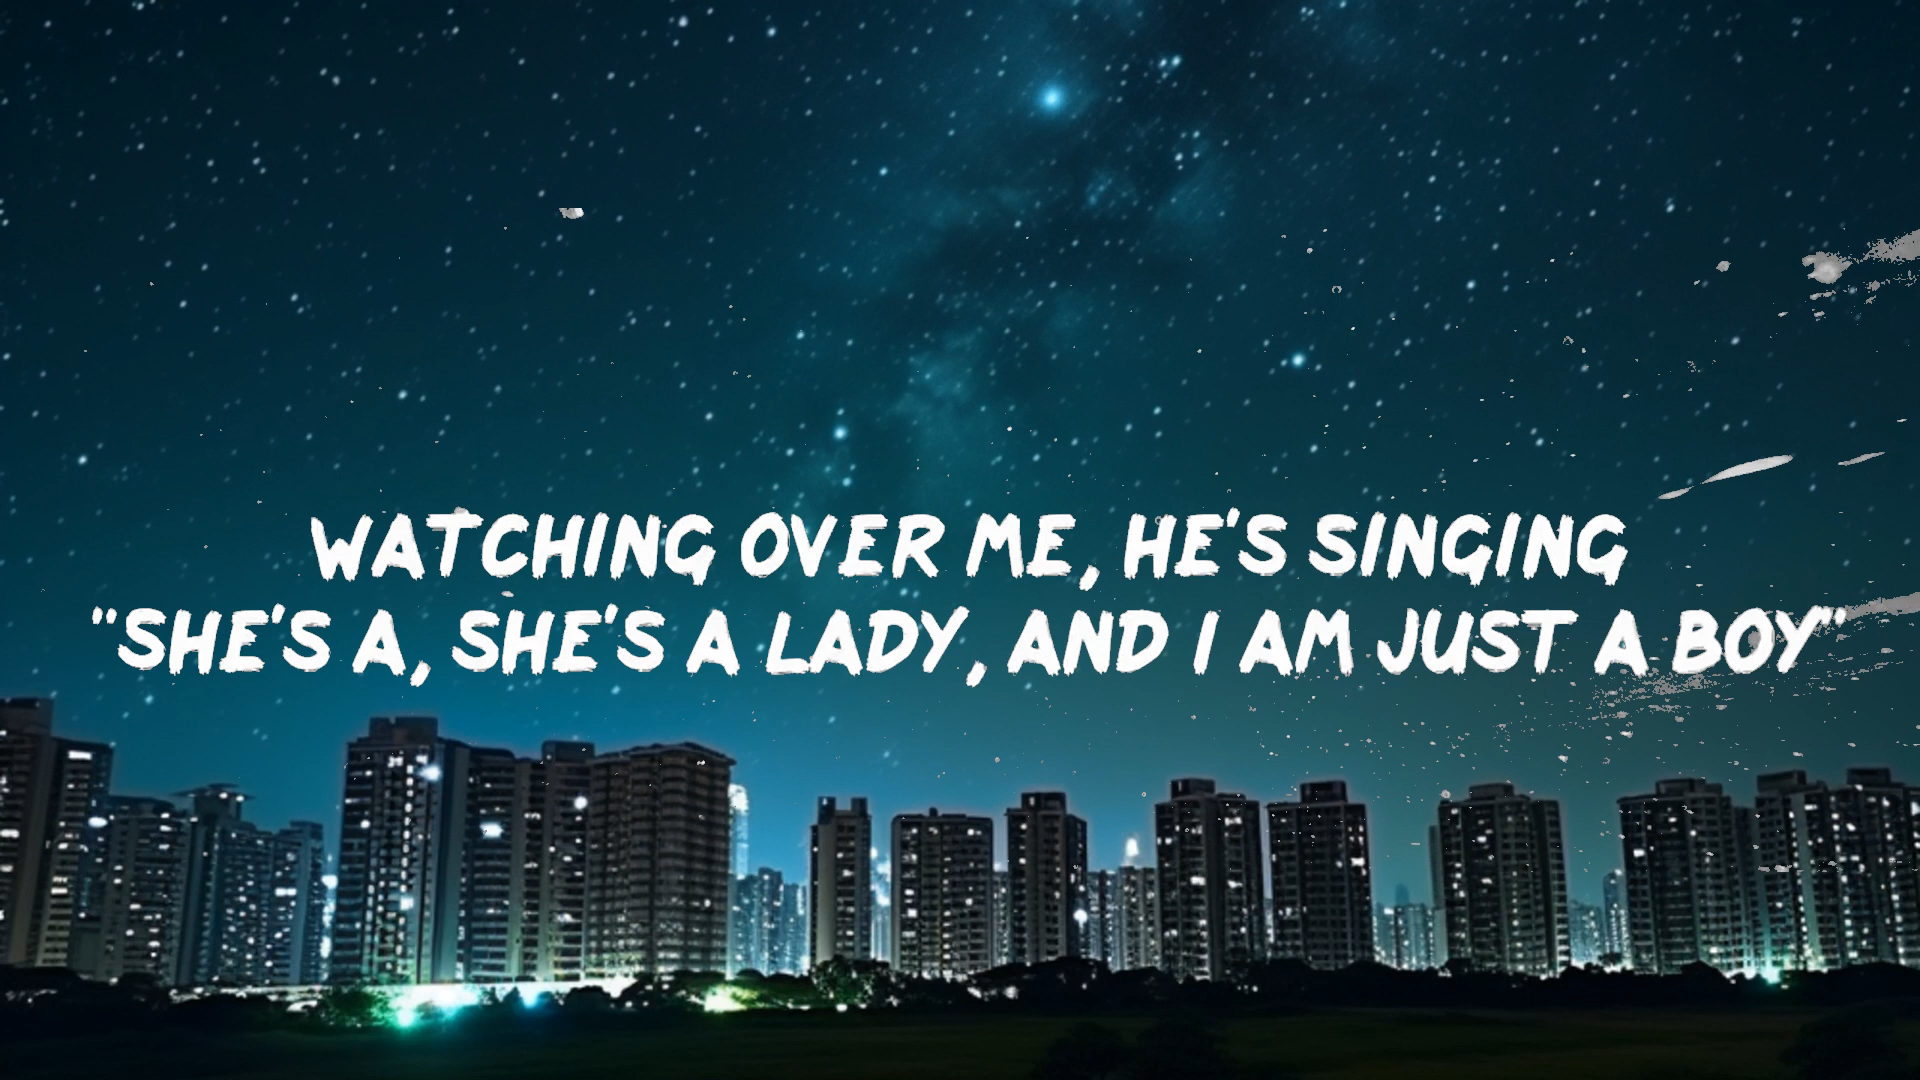 WATCHING OVER ME, HE'S SINGING
"SHE'S A, SHE'S A LADY, AND I AM JUST A BOY"